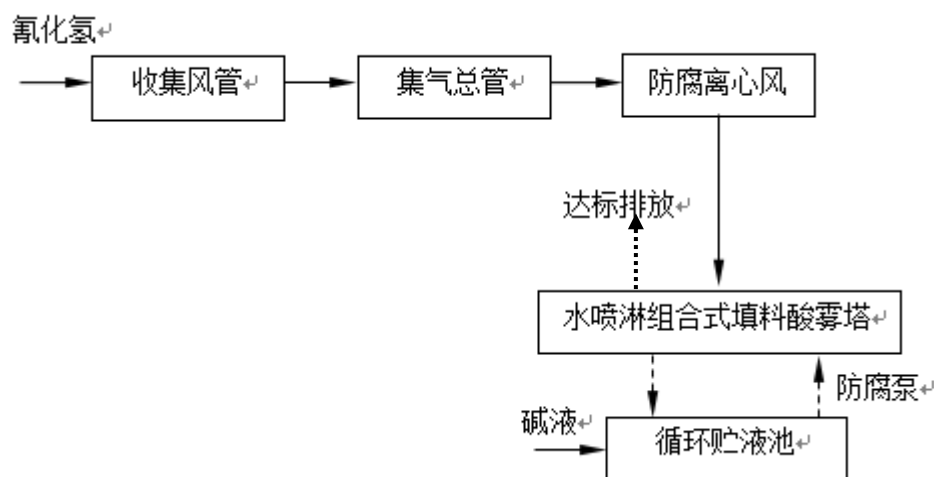 氰化氢
收集风管
集气总管
防腐离心风
达标排放
水喷淋组合式填料酸雾塔
防腐泵
碱液
循环贮液池